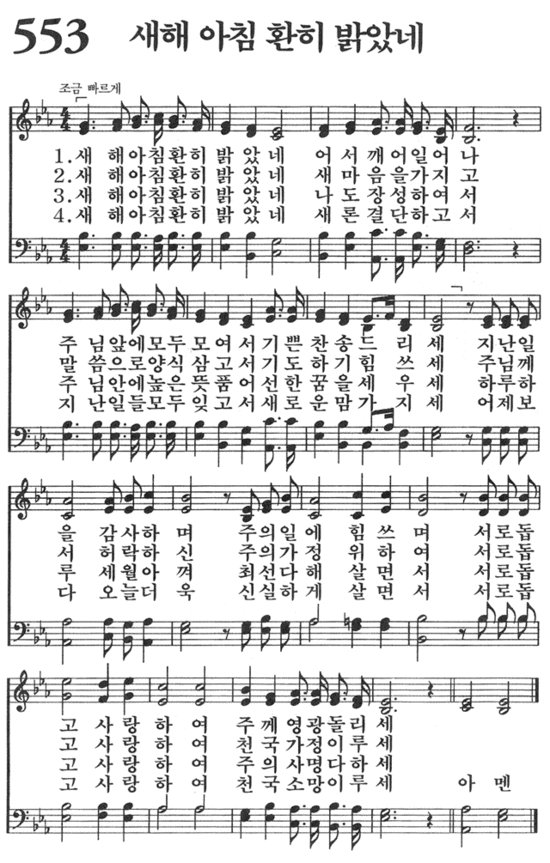 553 새해 아침 환히 밝았네
조금 빠르게
1.새 해아침환히 밝았네 어서깨어일어나
2.새 해아침환히 밝았네 새마음을가지고
3.새 해아침환히 밝았네 나도장성하여서
4.새 해아침환히 밝았네 새론결단하고서
주님앞에모두모여서기쁜찬송드리세 지난일
말씀으로양식삼고서기도하기힘쓰세 주님께
주님안에높은뜻품어선한꿈을세우세 하루하
지난일들모두잊고서새로운맘가지세 어제보
을 감사하며 주의일에 힘쓰며 서로돕
서 허락하신 주의가정 위하여 서로돕
루 세월아껴 최선다해 살면서 서로돕
다 오늘더욱 신실하게 살면서 서로돕
고사랑하여 주께영광돌리세
고사랑하여 천국가정이루세
고사랑하여 주의사명다하세
고사랑하여 천국소망이루세 아멘